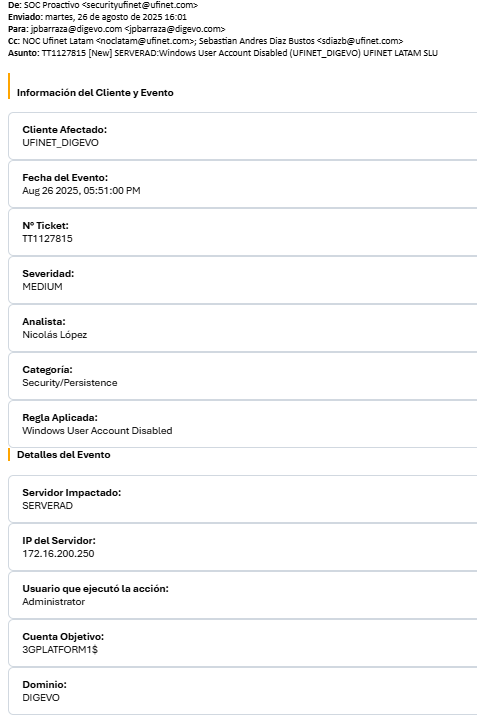 De: SOC Proactivo <securityufinet@ufinet.com>
Enviado: martes, 26 de agosto de 2025 16:01
Para: jpbarraza@digevo.com <jpbarraza@digevo.com>
Cc: NOC Ufinet Latam <noclatam@ufinet.com>; Sebastian Andres Diaz Bustos <sdiazb@ufinet.com>
Asunto: TT1127815 [New] SERVERAD:Windows User Account Disabled (UFINET_DIGEVO) UFINET LATAM SLU
Información del Cliente y Evento
Cliente Afectado:
UFINET_DIGEVO
Fecha del Evento:
Aug 26 2025, 05:51:00 PM
Nº Ticket:
TT1127815
Severidad:
MEDIUM
Analista:
Nicolás López
Categoría:
Security/Persistence
Regla Aplicada:
Windows User Account Disabled
Detalles del Evento
Servidor Impactado:
SERVERAD
IP del Servidor:
172.16.200.250
Usuario que ejecutó la acción:
Administrator
Cuenta Objetivo:
3GPLATFORM1$
Dominio:
DIGEVO